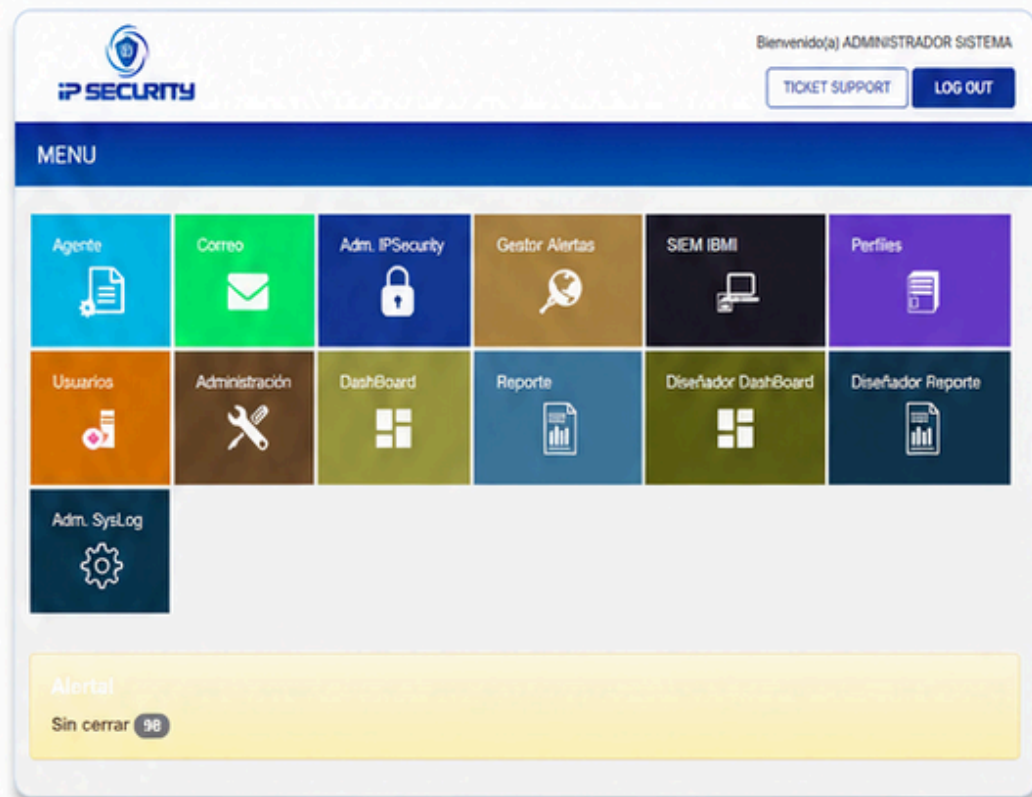 Bienvenido(a) ADMINISTRADOR SISTEMA
iP SECURITY
TICKET SUPPORT LOG OUT
MENU
Agente Correo Adm. IPSecurity Gestor Alertas SIEM IBMI Perfiles
Usuarios Administración DashBoard Reporte Diseñador DashBoard Diseñador Reporte
Adm. SysLog
Alerta!
Sin cerrar 98